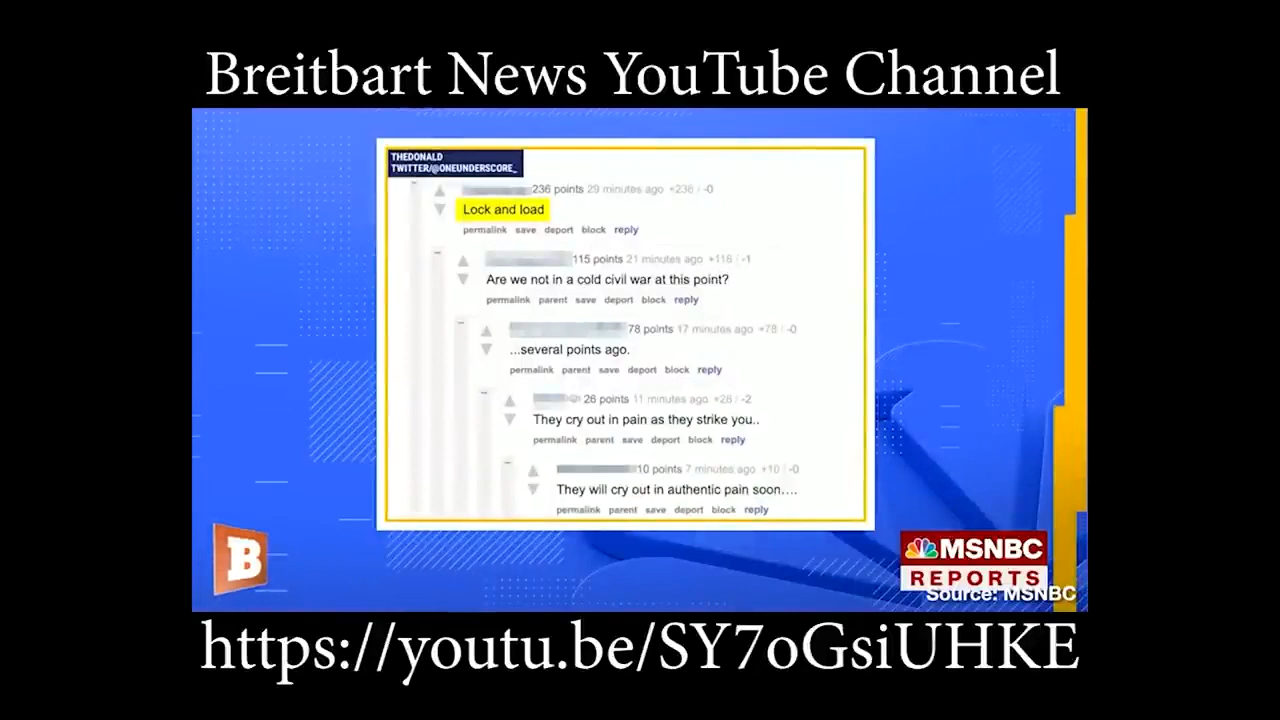 Breitbart News YouTube Channel
THEDONALD
TWITTER/@ONEUNDERSCORE_
236 points 29 minutes ago +236 / -0
Lock and load
permalink save deport block reply
115 points 21 minutes ago +116 / -1
Are we not in a cold civil war at this point?
permalink parent save deport block reply
78 points 17 minutes ago +78 / -0
...several points ago.
permalink parent save deport block reply
26 points 11 minutes ago +28 / -2
They cry out in pain as they strike you..
permalink parent save deport block reply
10 points 7 minutes ago +10 / -0
They will cry out in authentic pain soon....
permalink parent save deport block reply
B
MSNBC
REPORTS
Source: MSNBC
https://youtu.be/SY7oGsiUHKE